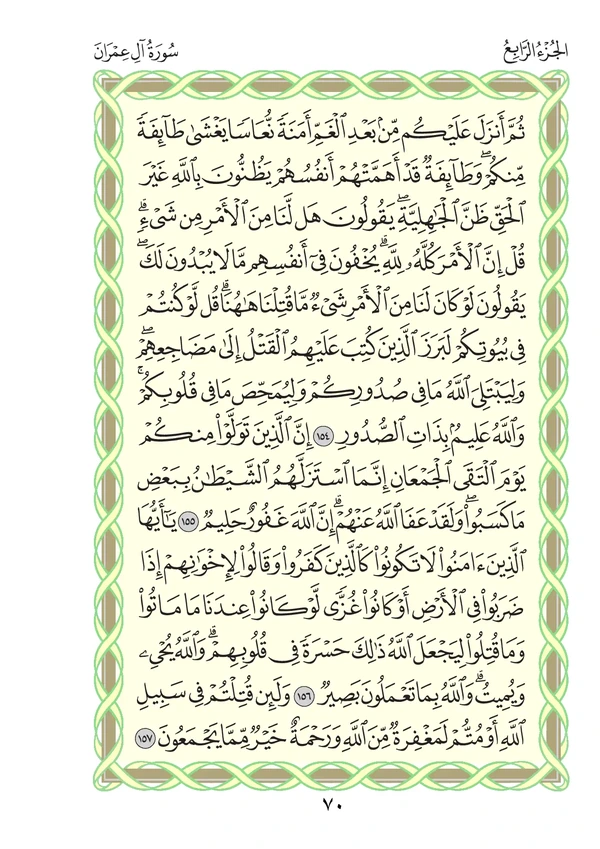 الجُزْءُ الرَّابِعُ
سُورَةُ آلِ عِمْرَانَ
ثُمَّ أَنزَلَ عَلَيْكُم مِّنۢ بَعْدِ ٱلْغَمِّ أَمَنَةً نُّعَاسًا يَغْشَىٰ طَآئِفَةً
مِّنكُمْۖ وَطَآئِفَةٌ قَدْ أَهَمَّتْهُمْ أَنفُسُهُمْ يَظُنُّونَ بِٱللَّهِ غَيْرَ
ٱلْحَقِّ ظَنَّ ٱلْجَٰهِلِيَّةِۖ يَقُولُونَ هَل لَّنَا مِنَ ٱلْأَمْرِ مِن شَىْءٍۗ
قُلْ إِنَّ ٱلْأَمْرَ كُلَّهُۥ لِلَّهِۗ يُخْفُونَ فِىٓ أَنفُسِهِم مَّا لَا يُبْدُونَ لَكَۖ
يَقُولُونَ لَوْ كَانَ لَنَا مِنَ ٱلْأَمْرِ شَىْءٌ مَّا قُتِلْنَا هَٰهُنَاۗ قُل لَّوْ كُنتُمْ
فِى بُيُوتِكُمْ لَبَرَزَ ٱلَّذِينَ كُتِبَ عَلَيْهِمُ ٱلْقَتْلُ إِلَىٰ مَضَاجِعِهِمْۖ
وَلِيَبْتَلِىَ ٱللَّهُ مَا فِى صُدُورِكُمْ وَلِيُمَحِّصَ مَا فِى قُلُوبِكُمْۚ
وَٱللَّهُ عَلِيمٌۢ بِذَاتِ ٱلصُّدُورِ ١٥٤ إِنَّ ٱلَّذِينَ تَوَلَّوْا۟ مِنكُمْ
يَوْمَ ٱلْتَقَى ٱلْجَمْعَانِ إِنَّمَا ٱسْتَزَلَّهُمُ ٱلشَّيْطَٰنُ بِبَعْضِ
مَا كَسَبُوا۟ۖ وَلَقَدْ عَفَا ٱللَّهُ عَنْهُمْۗ إِنَّ ٱللَّهَ غَفُورٌ حَلِيمٌ ١٥٥ يَٰٓأَيُّهَا
ٱلَّذِينَ ءَامَنُوا۟ لَا تَكُونُوا۟ كَٱلَّذِينَ كَفَرُوا۟ وَقَالُوا۟ لِإِخْوَٰنِهِمْ إِذَا
ضَرَبُوا۟ فِى ٱلْأَرْضِ أَوْ كَانُوا۟ غُزًّى لَّوْ كَانُوا۟ عِندَنَا مَا مَاتُوا۟
وَمَا قُتِلُوا۟ لِيَجْعَلَ ٱللَّهُ ذَٰلِكَ حَسْرَةً فِى قُلُوبِهِمْۗ وَٱللَّهُ يُحْىِۦ
وَيُمِيتُۗ وَٱللَّهُ بِمَا تَعْمَلُونَ بَصِيرٌ ١٥٦ وَلَئِن قُتِلْتُمْ فِى سَبِيلِ
ٱللَّهِ أَوْ مُتُّمْ لَمَغْفِرَةٌ مِّنَ ٱللَّهِ وَرَحْمَةٌ خَيْرٌ مِّمَّا يَجْمَعُونَ ١٥٧
٧٠